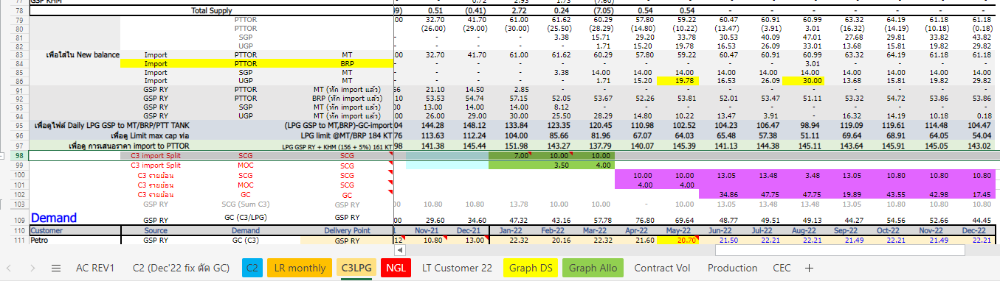 77 GSP KHM - - 0.72 2.93 1.73 (7.60) - - - - - - - - - -
78 Total Supply 99) 0.51 (0.41) 2.72 0.24 (7.05) 0.54 0.54 - - - - - - -
79 PTTOR 00 32.70 41.70 61.00 61.62 60.29 57.80 59.22 60.47 60.91 60.99 63.32 64.19 61.18 61.18
80 PTTOR (26.00) (29.00) (30.00) (25.50) (28.29) (14.80) (10.22) (13.47) (3.91) 3.01 (16.32) (14.19) (10.18) (0.18)
81 SGP - - - - 3.38 15.71 29.20 33.78 30.53 40.09 47.01 27.68 29.81 33.82 43.82
82 UGP - - - - - 1.71 15.20 19.78 16.53 26.09 33.01 13.68 15.81 19.82 29.82
83 เพื่อใส่ใน New balance Import PTTOR MT 00 32.70 41.70 61.00 61.62 60.29 57.80 59.22 60.47 60.91 60.99 63.32 64.19 61.18 61.18
84 Import PTTOR BRP - - - - - - - - - - 3.01 - - - -
85 Import SGP MT - - - - 3.38 14.00 14.00 14.00 14.00 14.00 14.00 14.00 14.00 14.00 14.00
86 Import UGP MT - - - - - 1.71 15.20 19.78 16.53 26.09 30.00 13.68 15.81 19.82 29.82
91 GSP RY PTTOR MT (หัก import แล้ว) 56 21.10 14.50 2.85 - - - - - - - - - - -
92 GSP RY PTTOR BRP (หัก import แล้ว) 10 53.53 54.74 57.15 52.05 53.67 52.26 53.81 52.01 53.47 51.11 53.32 54.72 53.86 53.86
93 GSP RY SGP MT (หัก import แล้ว) 00 13.00 14.00 14.00 8.12 - - - - - - - - - -
94 GSP RY UGP MT (หัก import แล้ว) 00 26.00 29.00 30.00 25.50 28.29 14.80 10.22 13.47 3.91 - 16.32 14.19 10.18 0.18
95 เพื่อดูไฟล์ Daily LPG GSP to MT/BRP/PTT TANK (LPG GSP to MT,BRP)-GC-import 04 144.28 148.12 133.84 123.35 120.45 110.98 102.52 104.23 106.47 98.94 119.09 119.61 114.48 104.47
96 เพื่อดู Limit max cap ท่อ LPG limit @MT/BRP 184 KT 76 113.63 112.24 104.00 85.66 81.96 67.07 64.03 65.48 57.38 51.11 69.64 68.91 64.05 54.04
97 เพื่อดู การเสนอราคา import to PTTOR LPG GSP RY + KHM (156 + 5%) 161 KT 98 141.38 145.44 151.98 143.27 137.79 140.07 145.39 141.13 144.38 145.11 143.64 145.91 145.05 143.02
98 C3 import Split SCG SCG 7.00 10.00 10.00
99 C3 import Split MOC SCG 3.50 4.00
100 C3 รายย้อน SCG SCG 10.00 10.00 13.05 13.48 3.48 13.05 10.80 10.80 10.80
101 C3 รายย้อน MOC SCG 4.00 4.00
102 C3 รายย้อน GC GC 34.86 47.75 47.75 19.89 43.55 42.98 17.45
103 GSP RY SCG (Sum C3) GSP RY 00 10.80 10.80 13.78 10.00 10.00 - 10.00 13.05 13.48 13.48 13.05 10.80 10.80 10.80
109 Demand GSP RY GC (C3/LPG) GSP RY 00 29.60 34.60 47.32 43.16 57.78 76.80 69.64 48.77 49.51 49.13 44.27 54.56 52.66 44.45
110 Customer Source Demand Delivery Point 1 Nov-21 Dec-21 Jan-22 Feb-22 Mar-22 Apr-22 May-22 Jun-22 Jul-22 Aug-22 Sep-22 Oct-22 Nov-22 Dec-22
111 Petro GSP RY GC (C3) GSP RY 12 10.80 13.00 22.32 20.16 22.32 21.60 20.70 21.50 22.21 22.21 21.49 22.21 21.49 22.21
AC REV1 C2 (Dec'22 fix ตัด GC) C2 LR monthly C3LPG NGL LT Customer 22 Graph DS Graph Allo Contract Vol Production CEC